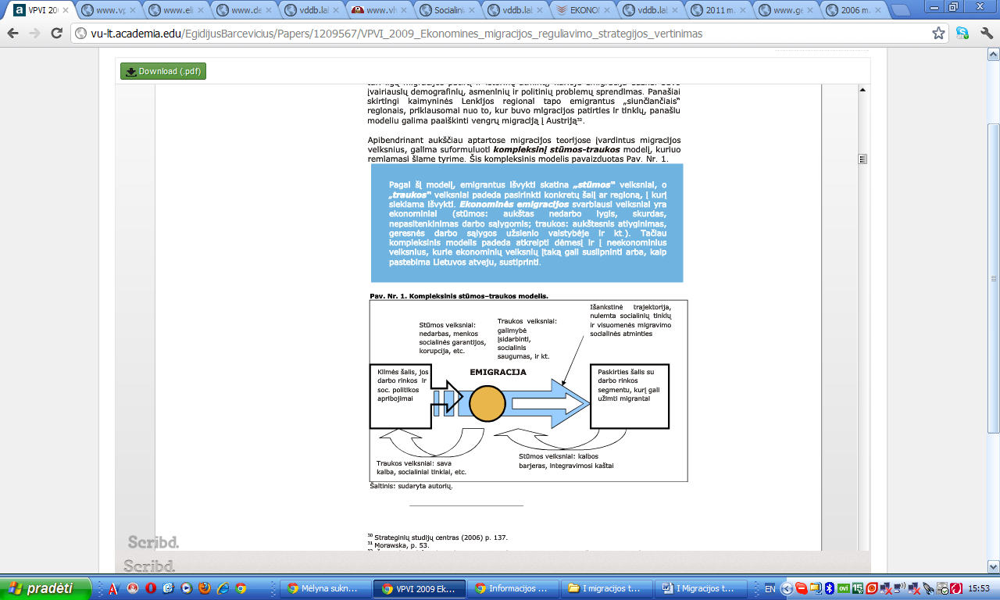 VPVI 20
www.vp
www.eli
www.de
vddb.lal
www.vh
Socialini
vddb.lal
EKONO
vddb.lal
2011 m.
www.ge
2006 m.
vu-lt.academia.edu/EgidijusBarcevicius/Papers/1209567/VPVI_2009_Ekonomines_migracijos_reguliavimo_strategijos_vertinimas
Download (.pdf)
įvairiausių demografinių, asmeninių ir politinių problemų sprendimas. Panašiai
skirtingi kaimyninės Lenkijos regional tapo emigrantus „siunčiančiais“
regionais, priklausomai nuo to, kur buvo migracijos patirties ir tinklų, panašiu
modeliu galima paaiškinti vengrų migraciją į Austriją³².
Apibendrinant aukščiau aptartose migracijos teorijose įvardintus migracijos
veiksnius, galima suformuluoti kompleksinį stūmos-traukos modelį, kuriuo
remiamasi šiame tyrime. Šis kompleksinis modelis pavaizduotas Pav. Nr. 1.
Pagal šį modelį, emigrantus išvykti skatina „stūmos“ veiksniai, o
„traukos“ veiksniai padeda pasirinkti konkretų šalį ar regioną, į kurį
siekiama išvykti. Ekonominės emigracijos svarbiausi veiksniai yra
ekonominiai (stūmos: aukštas nedarbo lygis, skurdas,
nepasitenkinimas darbo sąlygomis; traukos: aukštesnis atlyginimas,
geresnės darbo sąlygos užsienio valstybėje ir kt.). Tačiau
kompleksinis modelis padeda atkreipti dėmesį ir į neekonominius
veiksnius, kurie ekonominių veiksnių įtaką gali susilpninti arba, kaip
pastebima Lietuvos atveju, sustiprinti.
Pav. Nr. 1. Kompleksinis stūmos–traukos modelis.
Išankstinė trajektorija,
nulemta socialinių tinklų
ir visuomenės migravimo
socialinės atminties
Stūmos veiksniai:
nedarbas, menkos
socialinės garantijos,
korupcija, etc.
Traukos veiksniai:
galimybė
įsidarbinti,
socialinis
saugumas, ir kt.
EMIGRACIJA
Kilmės šalis, jos
darbo rinkos ir
soc. politikos
apribojimai
Paskirties šalis su
darbo rinkos
segmentu, kurį gali
užimti migrantai
Traukos veiksniai: sava
kalba, socialiniai tinklai, etc.
Stūmos veiksniai: kalbos
barjeras, integravimosi kaštai
Šaltinis: sudaryta autorių.
³⁰ Strateginių studijų centras (2006) p. 137.
³¹ Morawska, p. 53.
Scribd.
Scribd.
pradėti
Mėlyna sukn...
VPVI 2009 Ek...
Informacijos ...
I migracijos t...
I Migracijos t...
EN
15:53